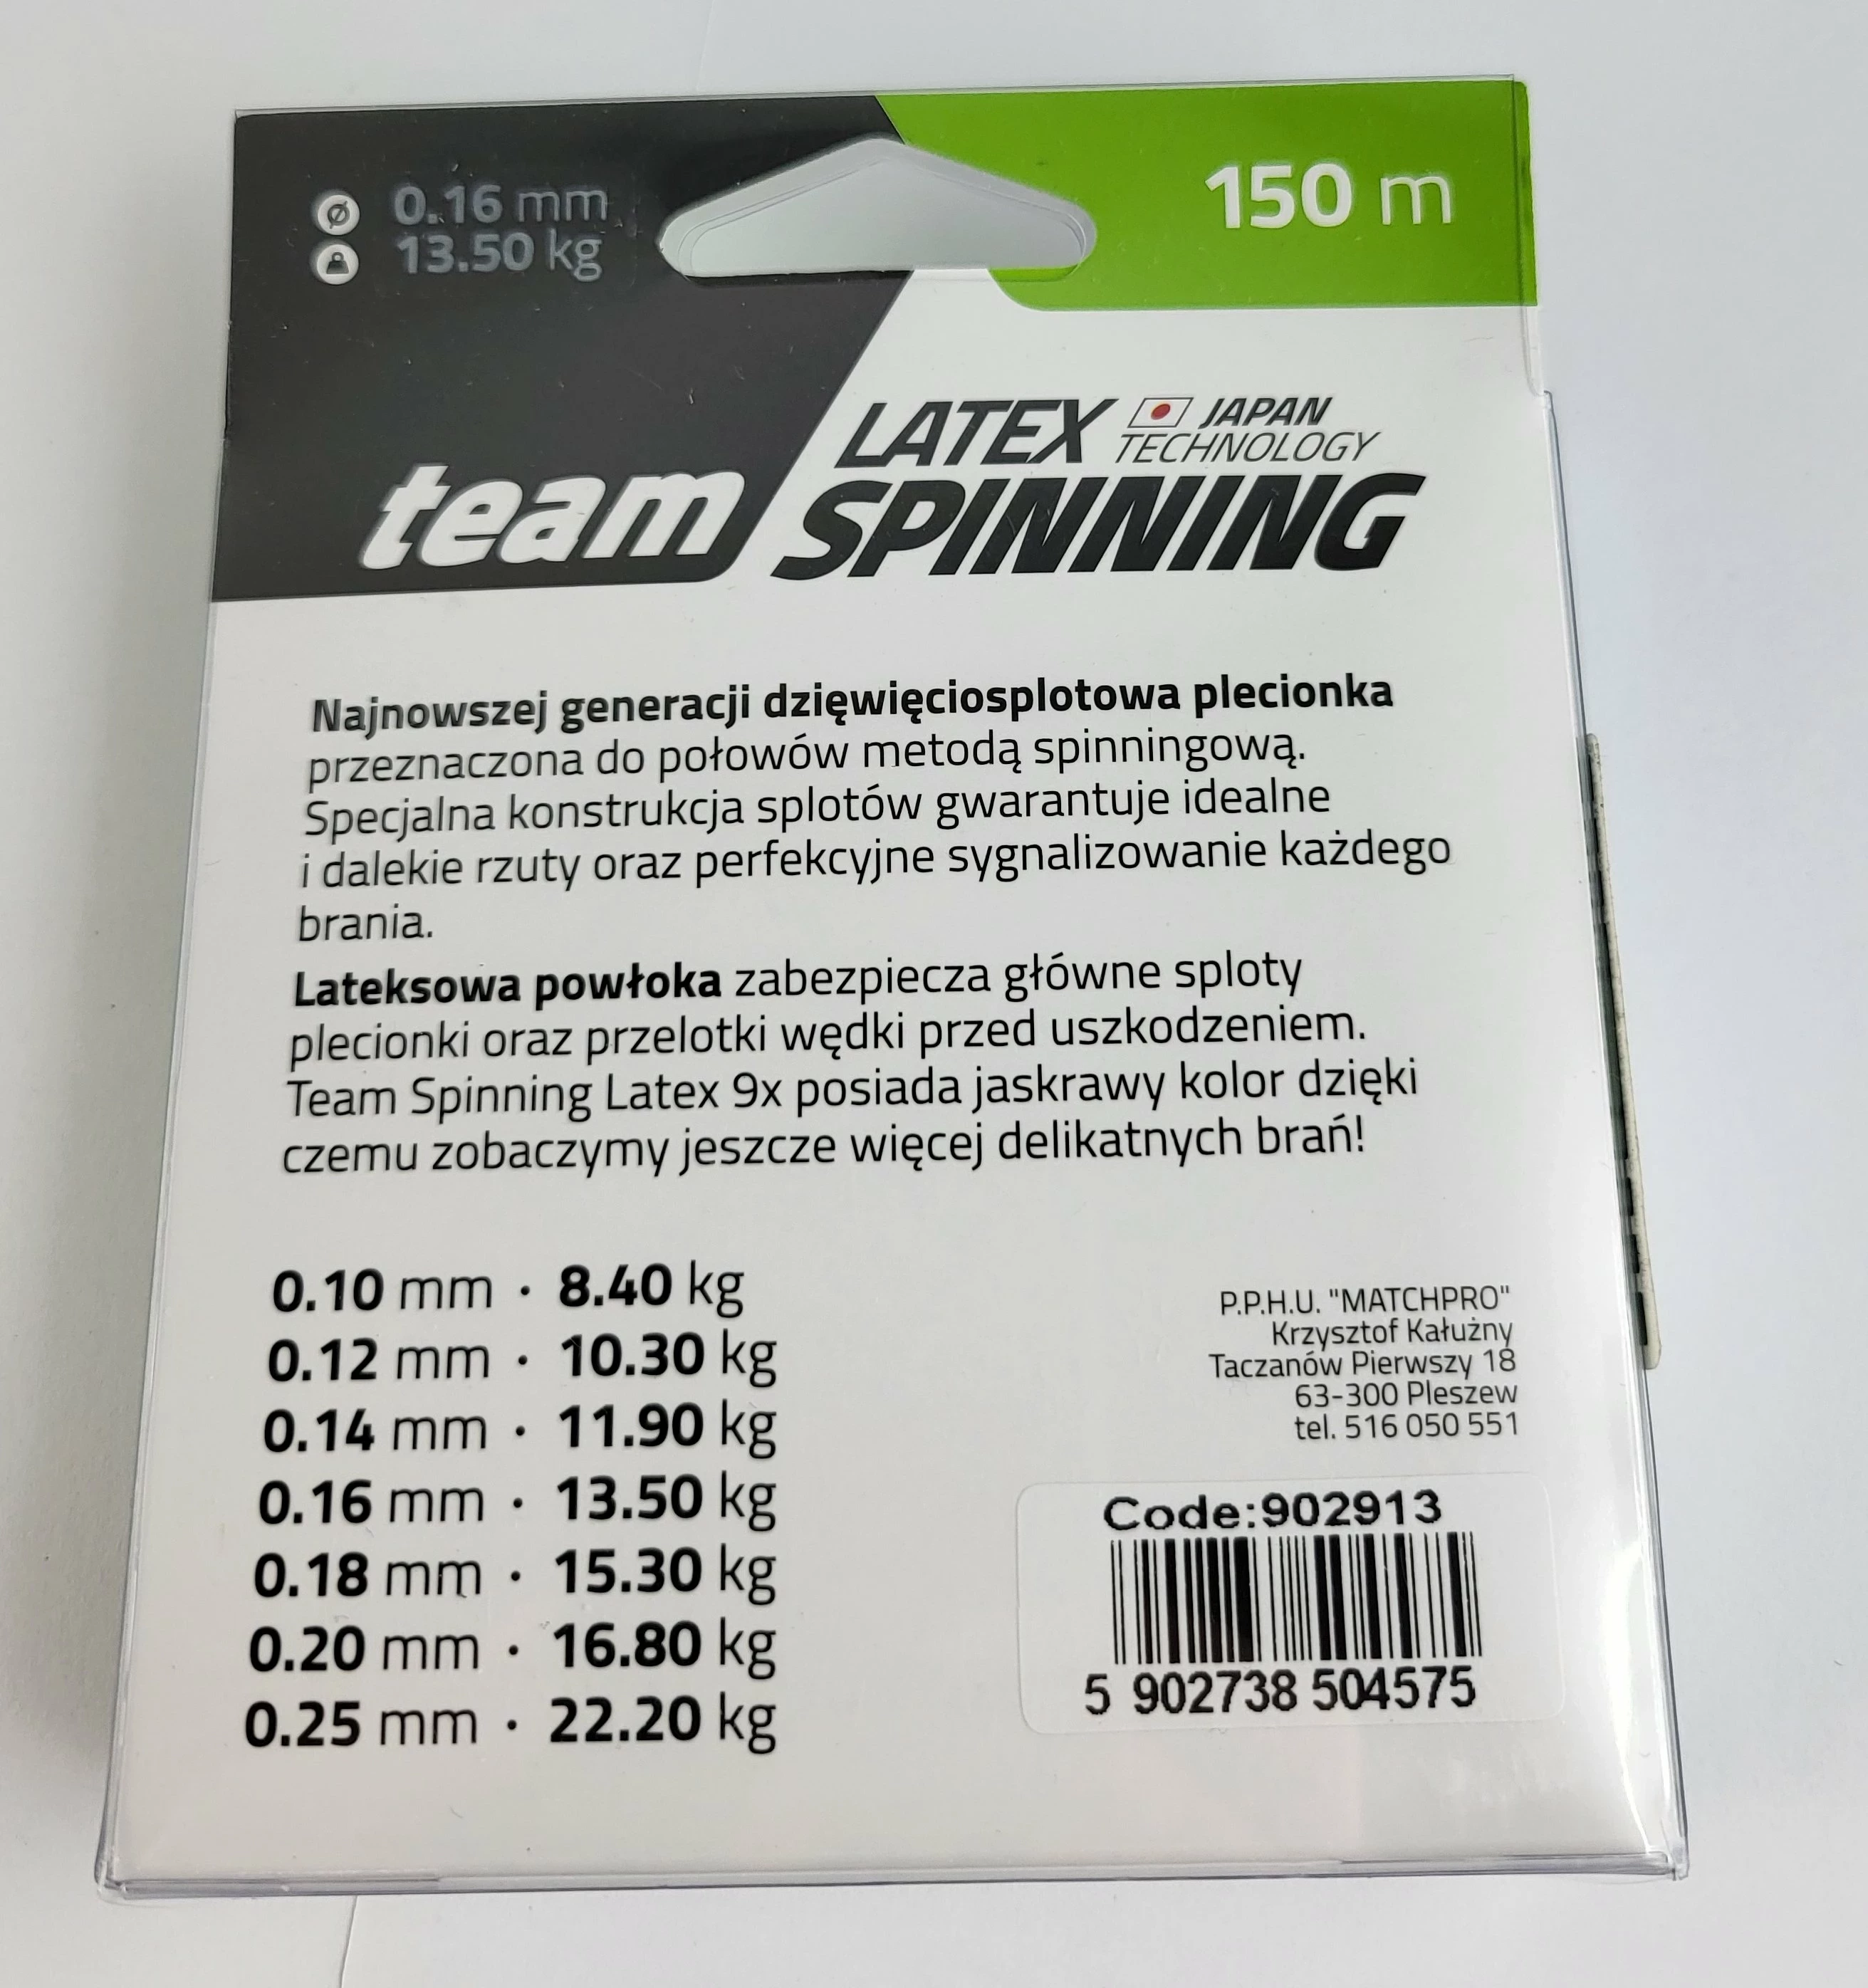 0.16 mm
13.50 kg
150 m
LATEX JAPAN
TECHNOLOGY
team SPINNING
Najnowszej generacji dzięwięciosplotowa plecionka
przeznaczona do połowów metodą spinningową.
Specjalna konstrukcja splotów gwarantuje idealne
i dalekie rzuty oraz perfekcyjne sygnalizowanie każdego
brania.
Lateksowa powłoka zabezpiecza główne sploty
plecionki oraz przelotki wędki przed uszkodzeniem.
Team Spinning Latex 9x posiada jaskrawy kolor dzięki
czemu zobaczymy jeszcze więcej delikatnych brań!
0.10 mm · 8.40 kg
0.12 mm · 10.30 kg
0.14 mm · 11.90 kg
0.16 mm · 13.50 kg
0.18 mm · 15.30 kg
0.20 mm · 16.80 kg
0.25 mm · 22.20 kg
P.P.H.U. "MATCHPRO"
Krzysztof Kałużny
Taczanów Pierwszy 18
63-300 Pleszew
tel. 516 050 551
Code:902913
5 902738 504575